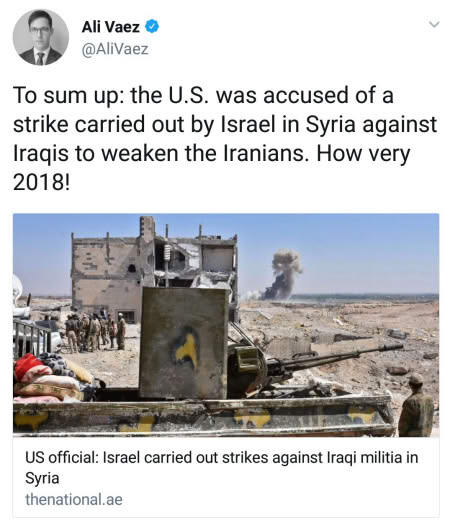 Ali Vaez
@AliVaez
To sum up: the U.S. was accused of a
strike carried out by Israel in Syria against
Iraqis to weaken the Iranians. How very
2018!
US official: Israel carried out strikes against Iraqi militia in
Syria
thenational.ae